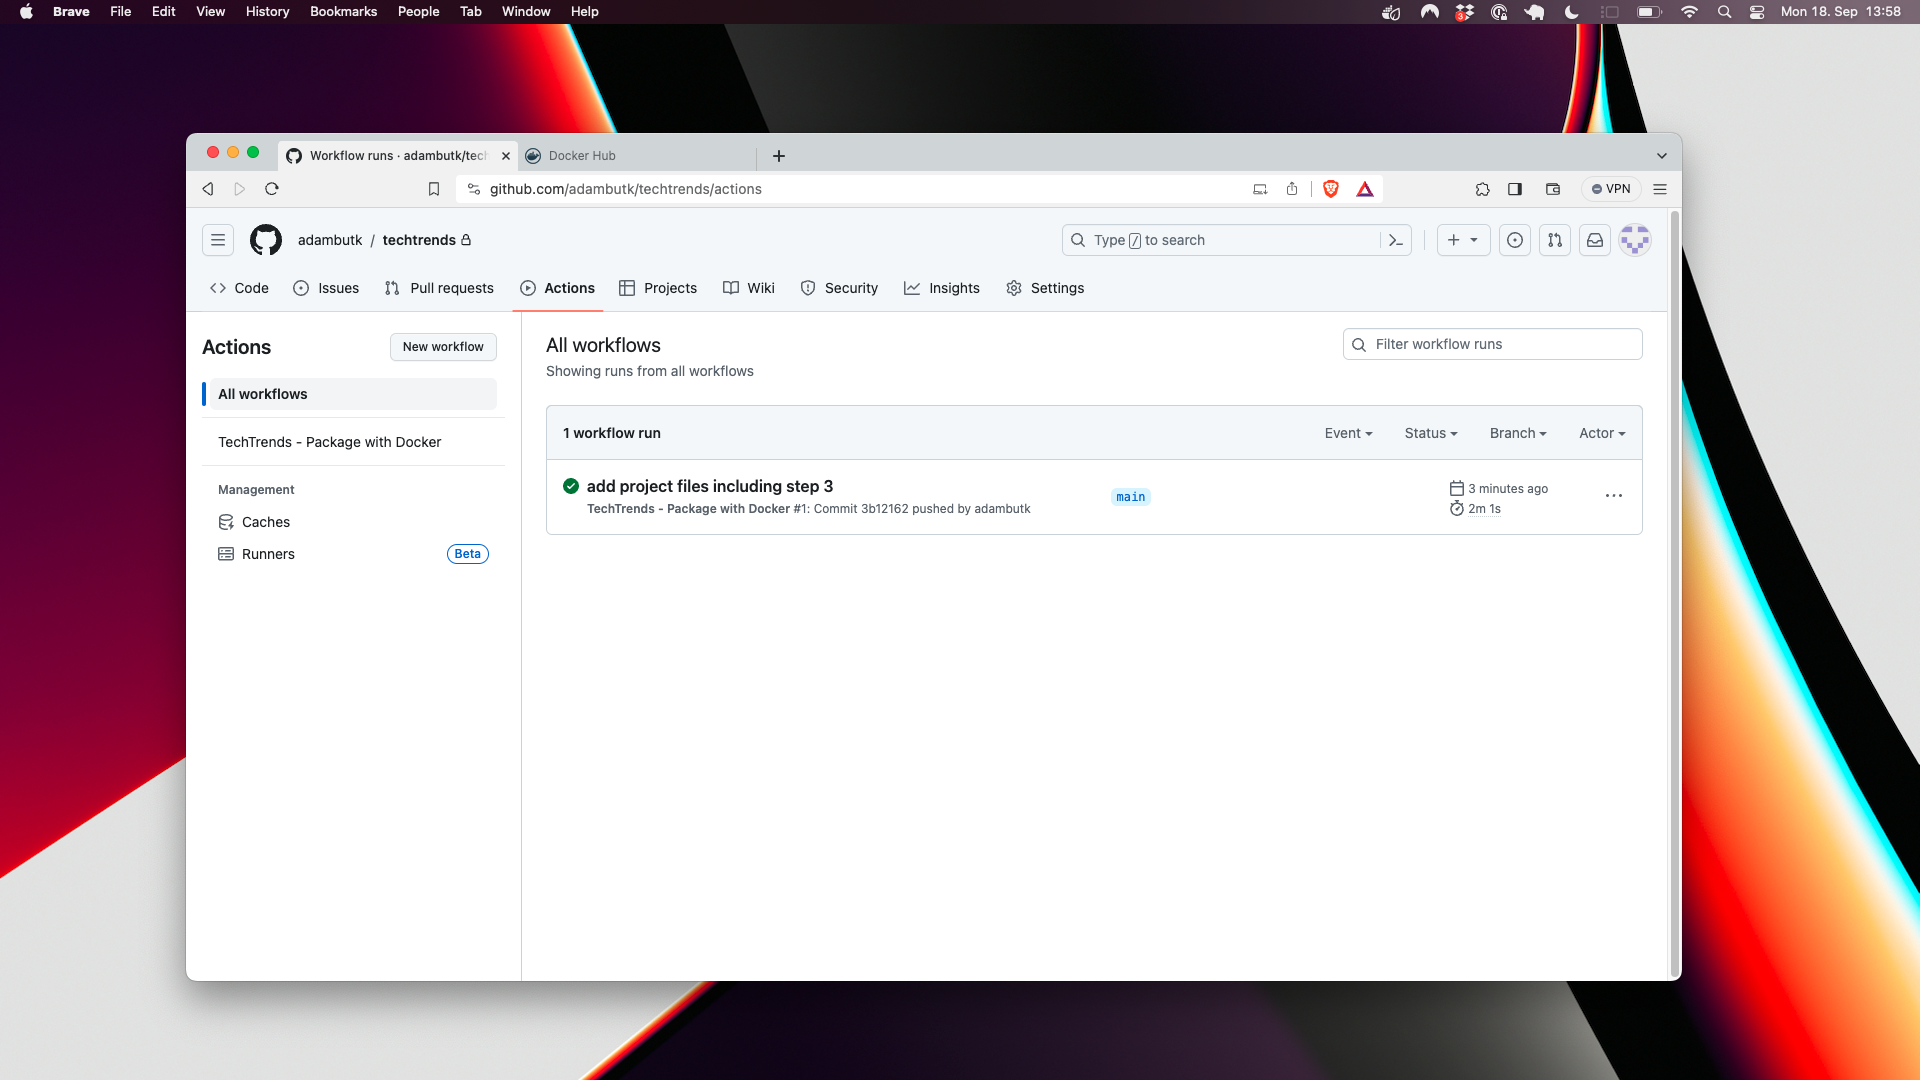 Brave File Edit View History Bookmarks People Tab Window Help
3
Mon 18. Sep 13:58
Workflow runs · adambutk/tech
Docker Hub
github.com/adambutk/techtrends/actions
VPN
adambutk / techtrends
Type / to search
Code Issues Pull requests Actions Projects Wiki Security Insights Settings
Actions
New workflow
All workflows
TechTrends - Package with Docker
Management
Caches
Runners
Beta
All workflows
Showing runs from all workflows
Filter workflow runs
1 workflow run
Event Status Branch Actor
add project files including step 3
TechTrends - Package with Docker #1: Commit 3b12162 pushed by adambutk
main
3 minutes ago
2m 1s